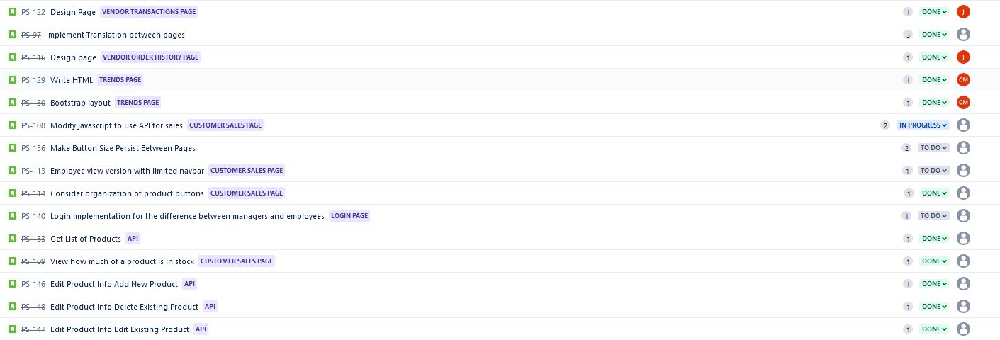 PS-122 Design Page VENDOR TRANSACTIONS PAGE 1 DONE J
PS-97 Implement Translation between pages 3 DONE
PS-116 Design page VENDOR ORDER HISTORY PAGE 1 DONE J
PS-129 Write HTML TRENDS PAGE 1 DONE CM
PS-130 Bootstrap layout TRENDS PAGE 1 DONE CM
PS-108 Modify javascript to use API for sales CUSTOMER SALES PAGE 2 IN PROGRESS
PS-156 Make Button Size Persist Between Pages 2 TO DO
PS-113 Employee view version with limited navbar CUSTOMER SALES PAGE 1 TO DO
PS-114 Consider organization of product buttons CUSTOMER SALES PAGE 1 DONE
PS-140 Login implementation for the difference between managers and employees LOGIN PAGE 1 TO DO
PS-153 Get List of Products API 1 DONE
PS-109 View how much of a product is in stock CUSTOMER SALES PAGE 1 DONE
PS-146 Edit Product Info Add New Product API 1 DONE
PS-148 Edit Product Info Delete Existing Product API 1 DONE
PS-147 Edit Product Info Edit Existing Product API 1 DONE